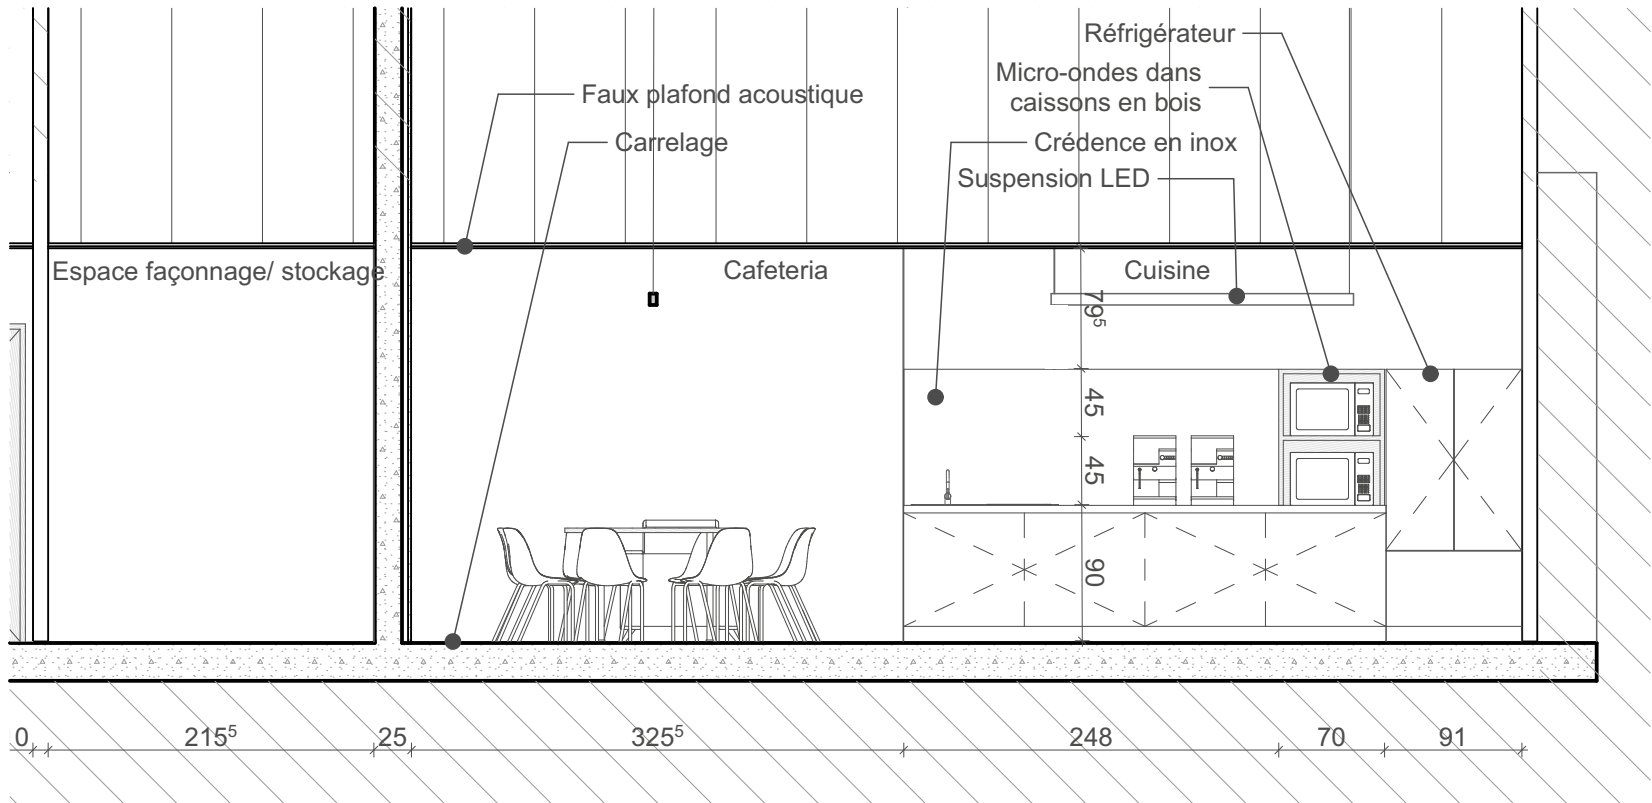 Réfrigérateur
Micro-ondes dans
caissons en bois
Faux plafond acoustique
Carrelage
Crédence en inox
Suspension LED
Espace façonnage/ stockage
Cafeteria
Cuisine
79⁵
45
45
90
0
215⁵
25
325⁵
248
70
91